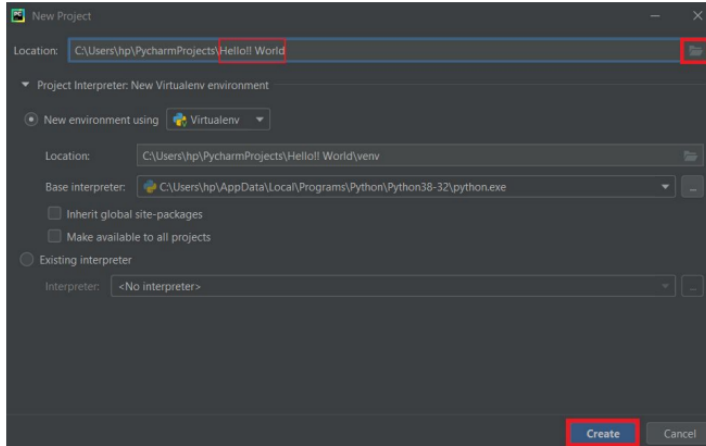 New Project
Location: C:\Users\hp\PycharmProjects\Hello!! World
Project Interpreter: New Virtualenv environment
New environment using Virtualenv
Location: C:\Users\hp\PycharmProjects\Hello!! World\venv
Base interpreter: C:\Users\hp\AppData\Local\Programs\Python\Python38-32\python.exe ...
Inherit global site-packages
Make available to all projects
Existing interpreter
Interpreter: <No interpreter> ...
Create Cancel